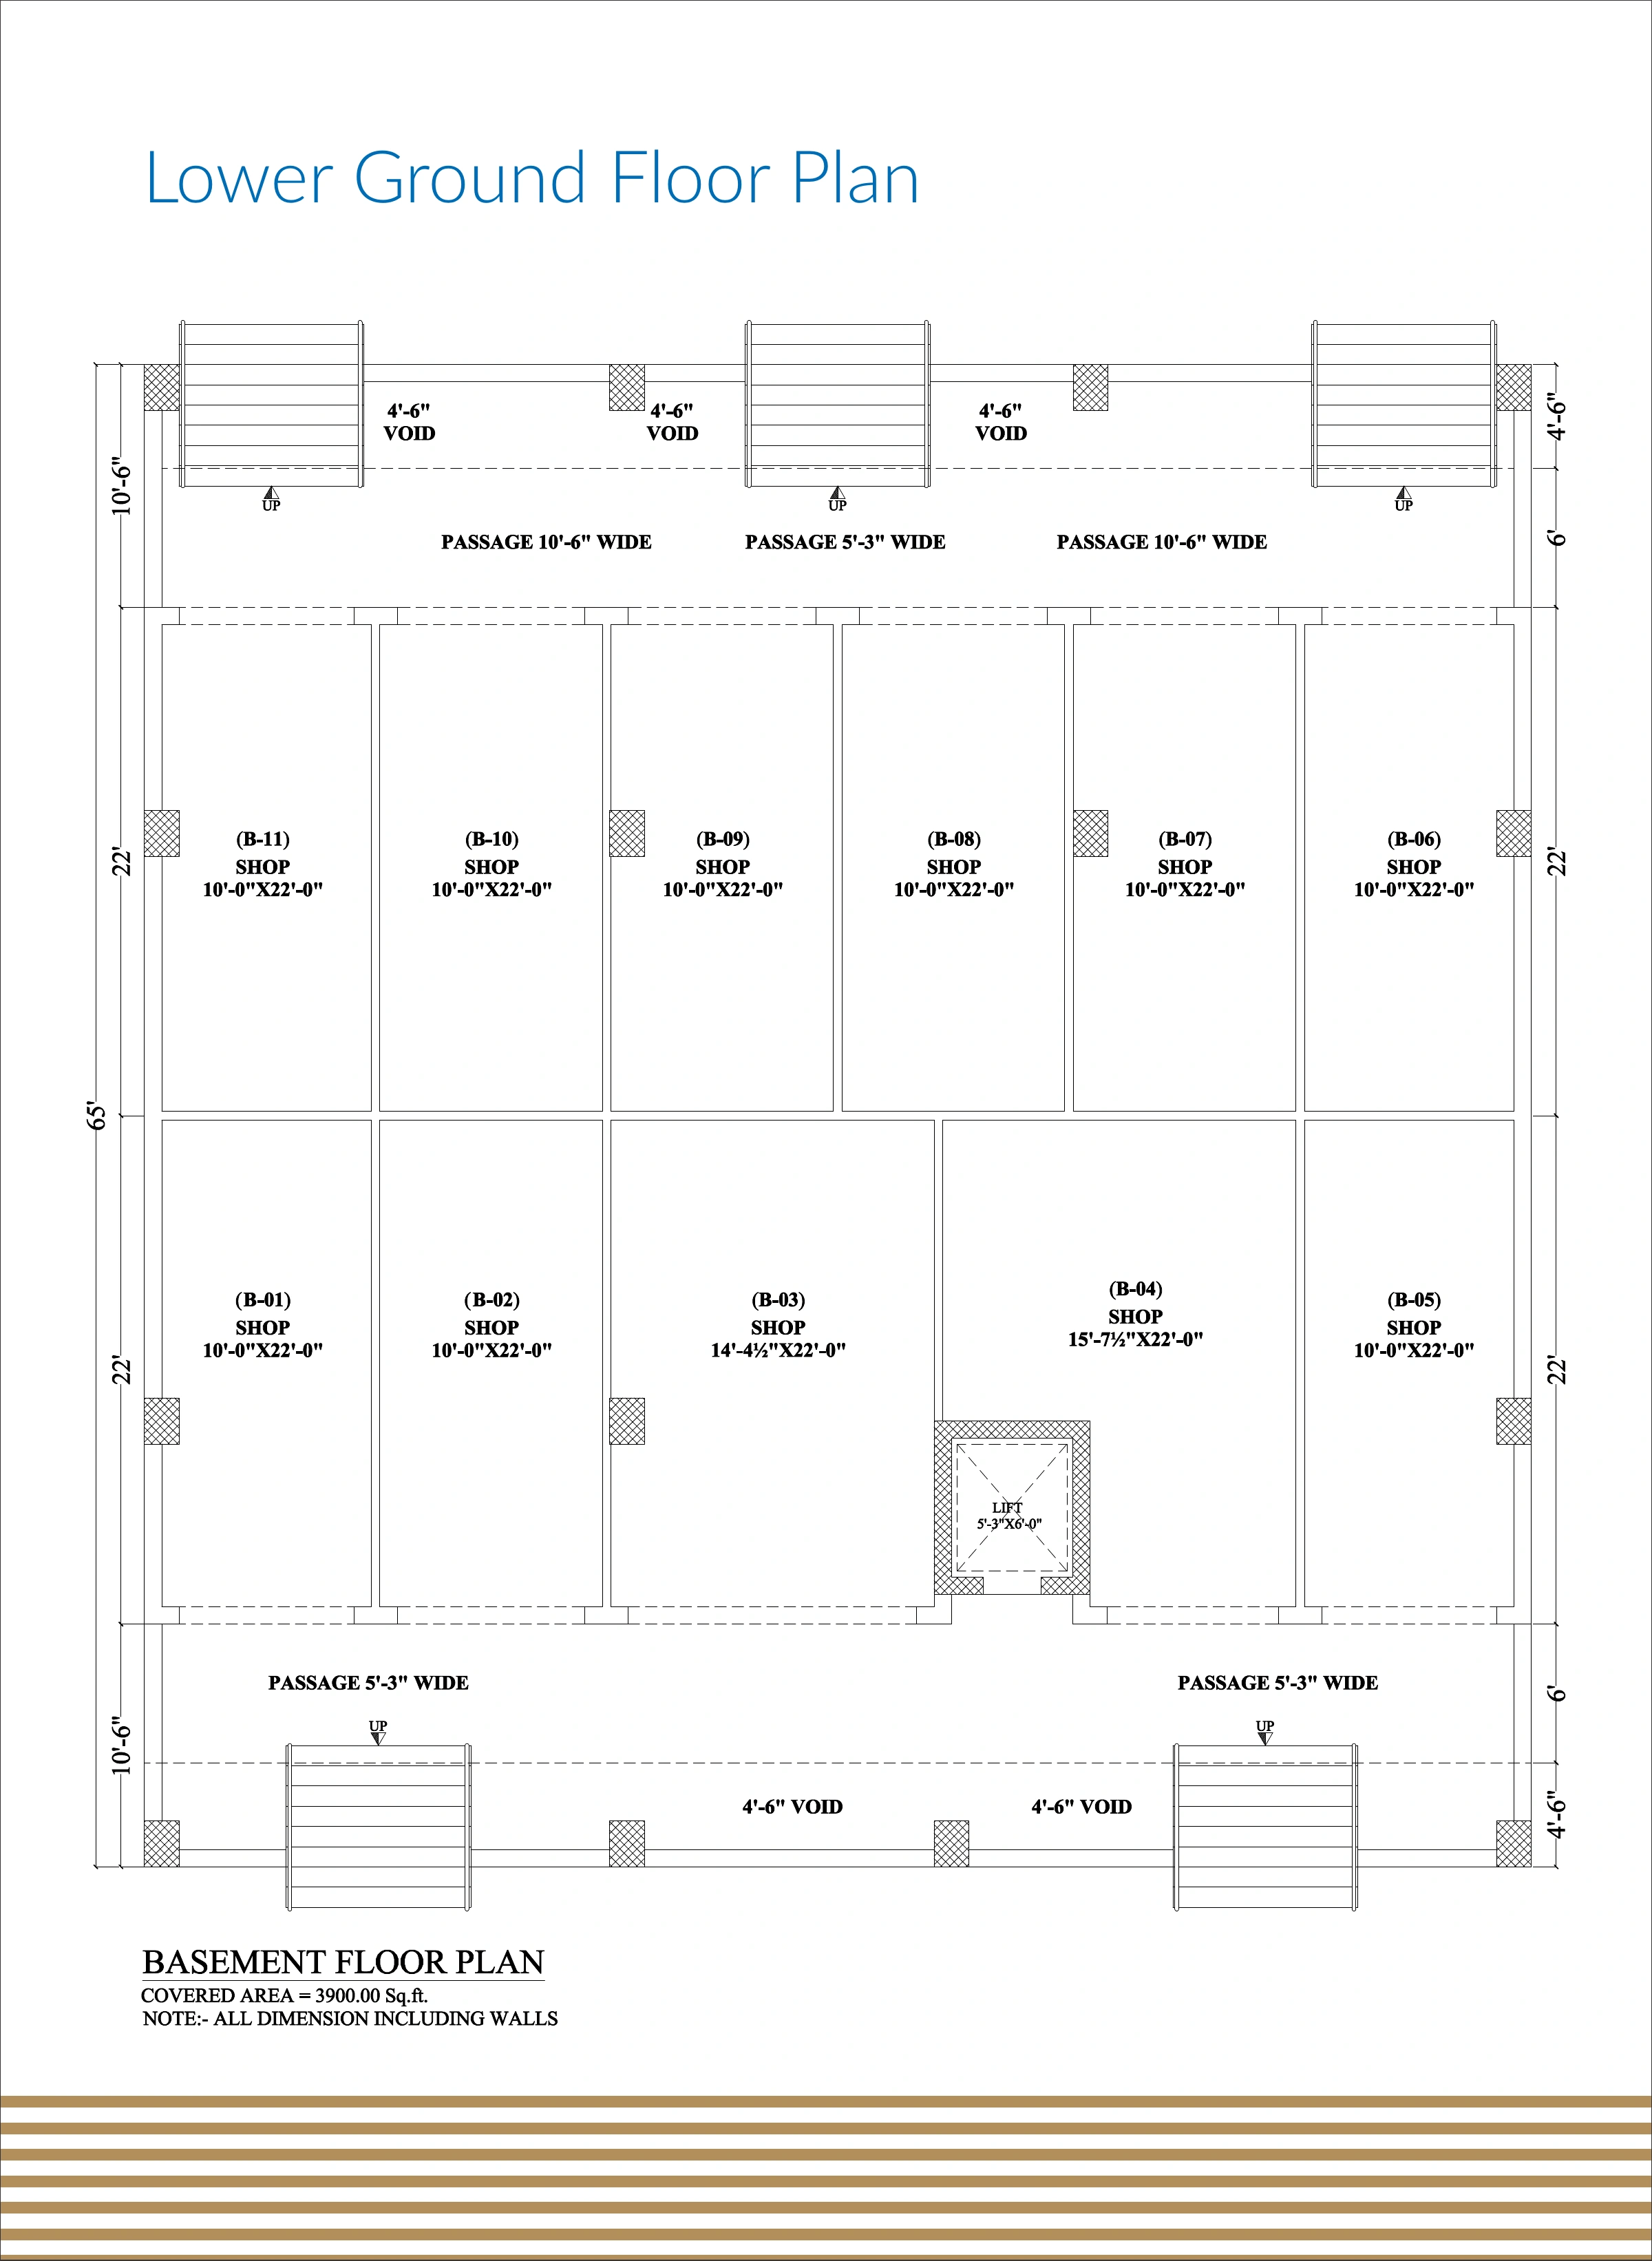 Lower Ground Floor Plan
4'-6"
VOID
4'-6"
VOID
4'-6"
VOID
4'-6"
10'-6"
UP
UP
UP
6'
PASSAGE 10'-6" WIDE
PASSAGE 5'-3" WIDE
PASSAGE 10'-6" WIDE
22'
(B-11)
SHOP
10'-0"X22'-0"
(B-10)
SHOP
10'-0"X22'-0"
(B-09)
SHOP
10'-0"X22'-0"
(B-08)
SHOP
10'-0"X22'-0"
(B-07)
SHOP
10'-0"X22'-0"
(B-06)
SHOP
10'-0"X22'-0"
22'
65'
22'
(B-01)
SHOP
10'-0"X22'-0"
(B-02)
SHOP
10'-0"X22'-0"
(B-03)
SHOP
14'-4½"X22'-0"
(B-04)
SHOP
15'-7½"X22'-0"
(B-05)
SHOP
10'-0"X22'-0"
22'
LIFT
5'-3"X6'-0"
PASSAGE 5'-3" WIDE
PASSAGE 5'-3" WIDE
6'
10'-6"
UP
UP
4'-6" VOID
4'-6" VOID
4'-6"
BASEMENT FLOOR PLAN
COVERED AREA = 3900.00 Sq.ft.
NOTE:- ALL DIMENSION INCLUDING WALLS